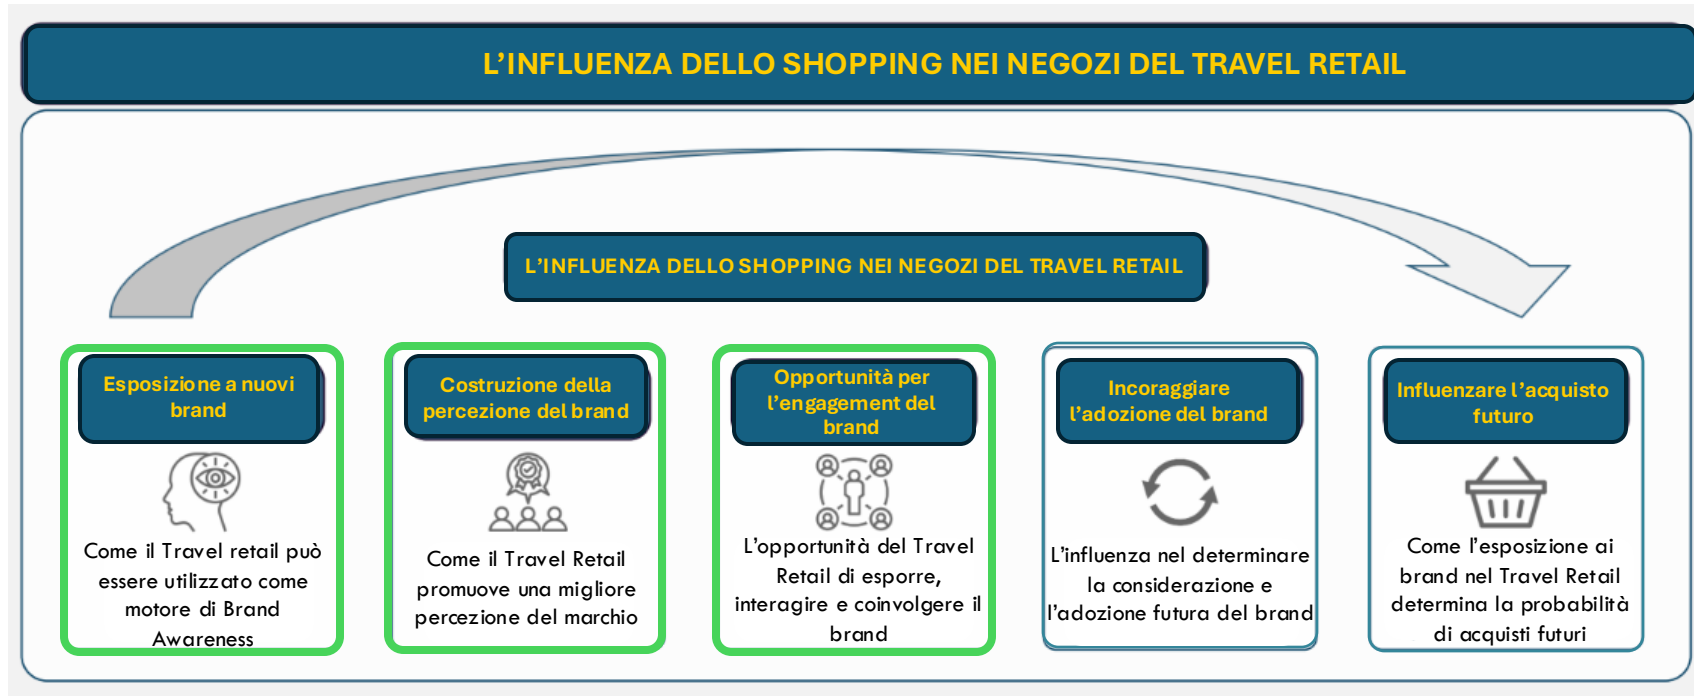 L'INFLUENZA DELLO SHOPPING NEI NEGOZI DEL TRAVEL RETAIL
L'INFLUENZA DELLO SHOPPING NEI NEGOZI DEL TRAVEL RETAIL
Esposizione a nuovi
brand
Come il Travel retail può
essere utilizzato come
motore di Brand
Awareness
Costruzione della
percezione del brand
Come il Travel Retail
promuove una migliore
percezione del marchio
Opportunità per
l'engagement del
brand
L'opportunità del Travel
Retail di esporre,
interagire e coinvolgere il
brand
Incoraggiare
l'adozione del brand
L'influenza nel determinare
la considerazione e
l'adozione futura del brand
Influenzare l'acquisto
futuro
Come l'esposizione ai
brand nel Travel Retail
determina la probabilità
di acquisti futuri